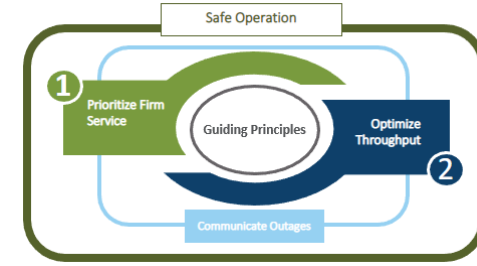 Safe Operation
1
Prioritize Firm
Service
Guiding Principles
Optimize
Throughput
2
Communicate Outages